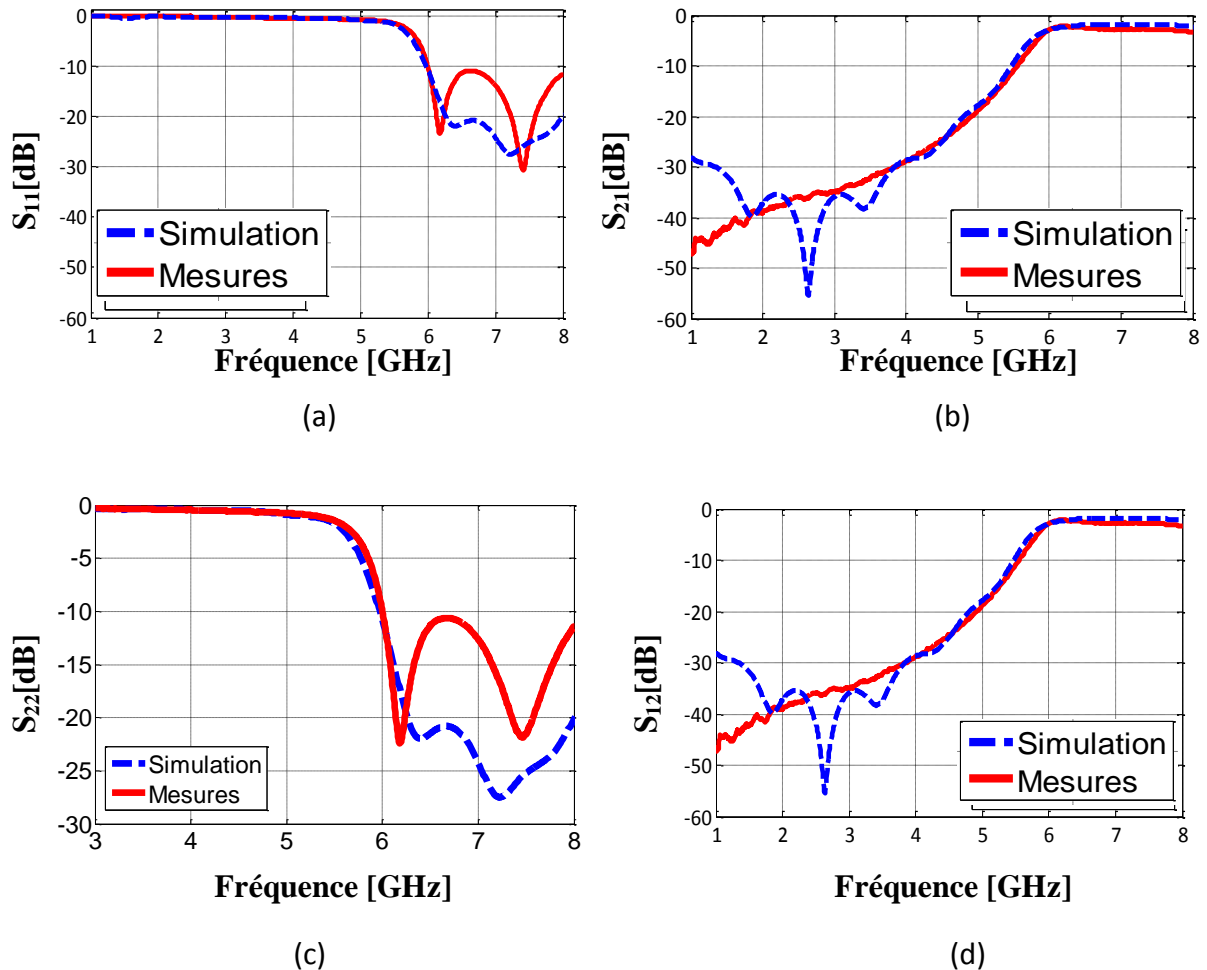 0
-10
-20
-30
-40
-50
-60
S11[dB]
Simulation
Mesures
1 2 3 4 5 6 7 8
Fréquence [GHz]
(a)
0
-10
-20
-30
-40
-50
-60
S21[dB]
Simulation
Mesures
1 2 3 4 5 6 7 8
Fréquence [GHz]
(b)
0
-5
-10
-15
-20
-25
-30
S22[dB]
Simulation
Mesures
3 4 5 6 7 8
Fréquence [GHz]
(c)
0
-10
-20
-30
-40
-50
-60
S12[dB]
Simulation
Mesures
1 2 3 4 5 6 7 8
Fréquence [GHz]
(d)